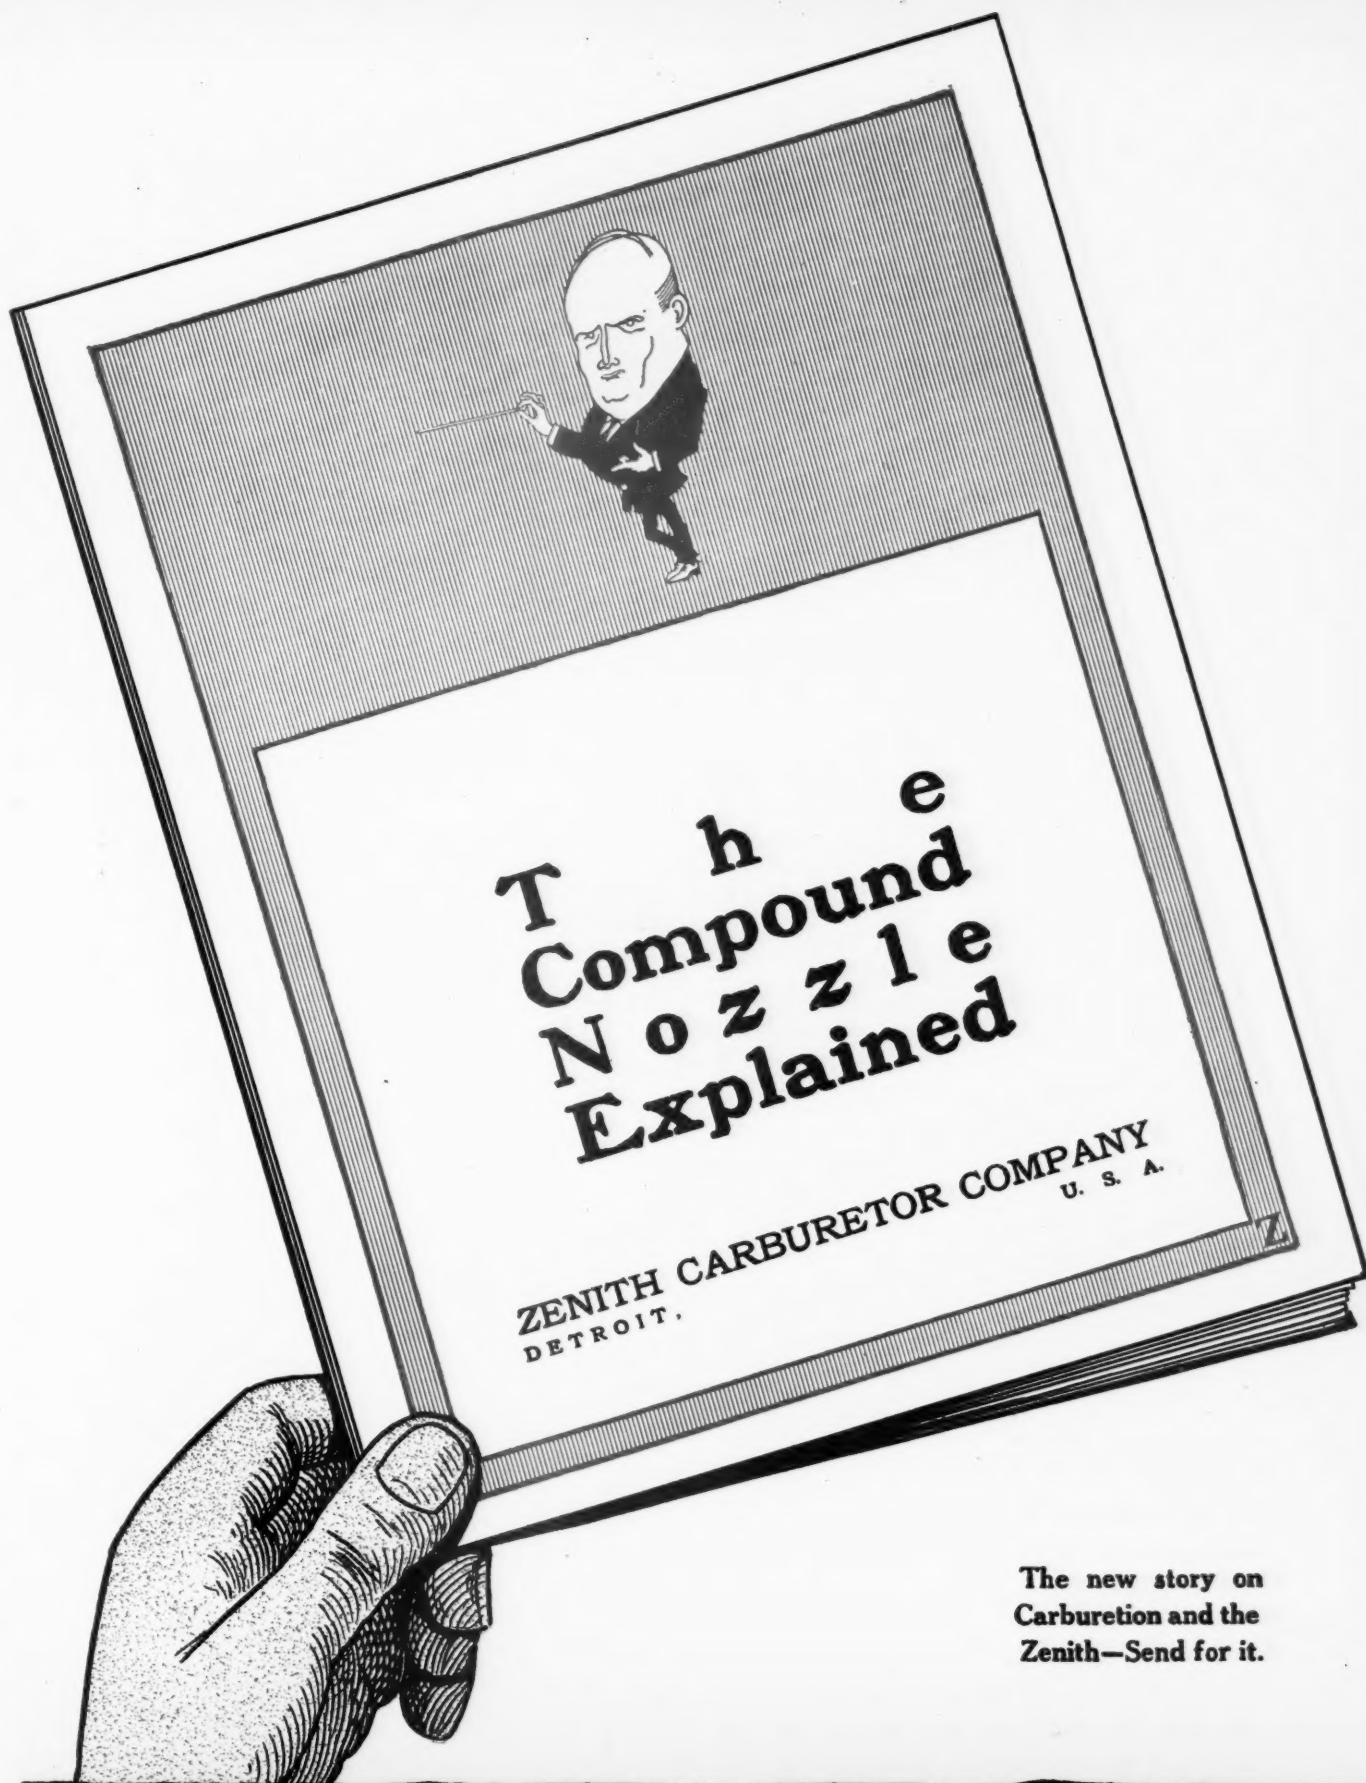 The
Compound
Nozzle
Explained
ZENITH CARBURETOR COMPANY
DETROIT, U. S. A.
Z
The new story on
Carburetion and the
Zenith—Send for it.